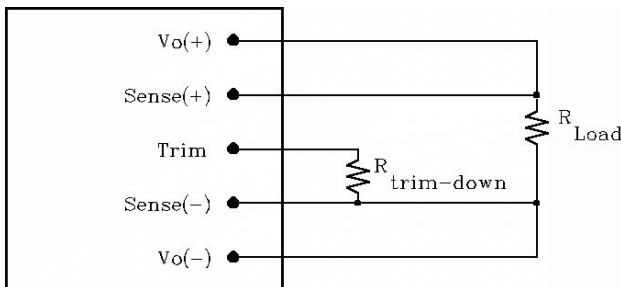 Vo(+)
Sense(+)
R
Load
Trim
R
trim-down
Sense(-)
Vo(-)